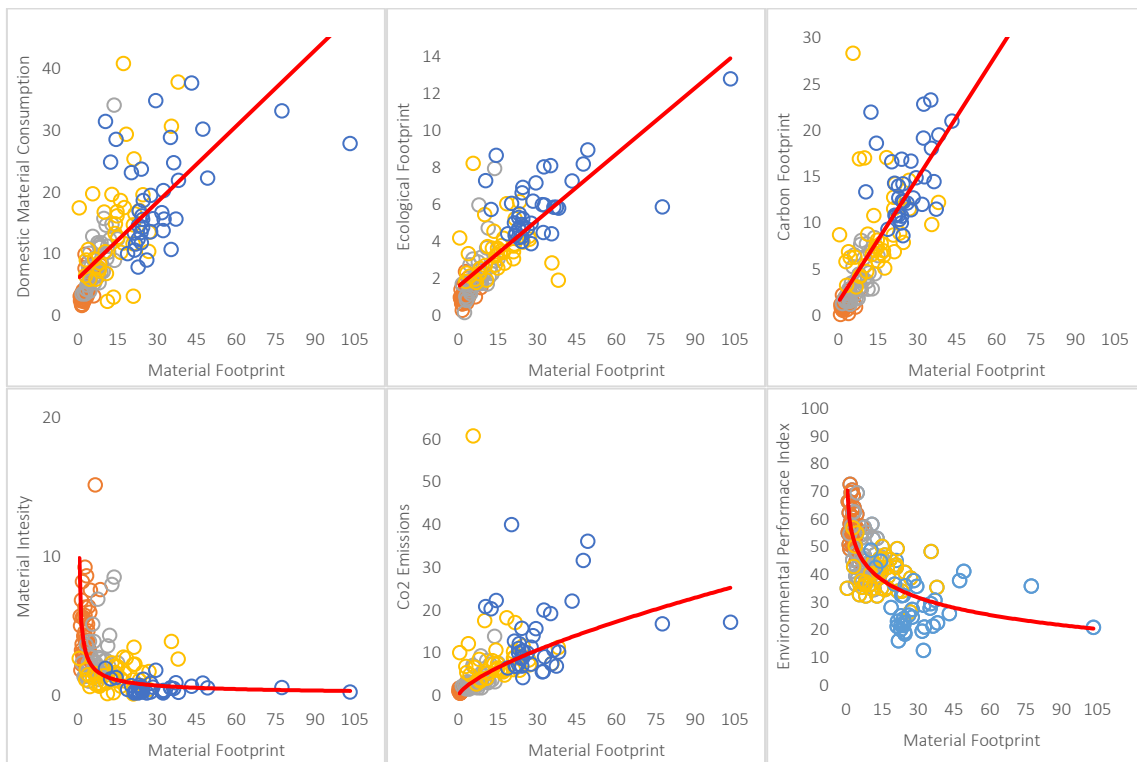 Domestic Material Consumption
40
30
20
10
0
0 15 30 45 60 75 90 105
Material Footprint
Ecological Footprint
14
12
10
8
6
4
2
0
0 15 30 45 60 75 90 105
Material Footprint
Carbon Footprint
30
25
20
15
10
5
0
0 15 30 45 60 75 90 105
Material Footprint
Material Intesity
20
10
0
0 15 30 45 60 75 90 105
Material Footprint
Co2 Emissions
60
50
40
30
20
10
0
0 15 30 45 60 75 90 105
Material Footprint
Environmental Performace Index
100
90
80
70
60
50
40
30
20
10
0
0 15 30 45 60 75 90 105
Material Footprint